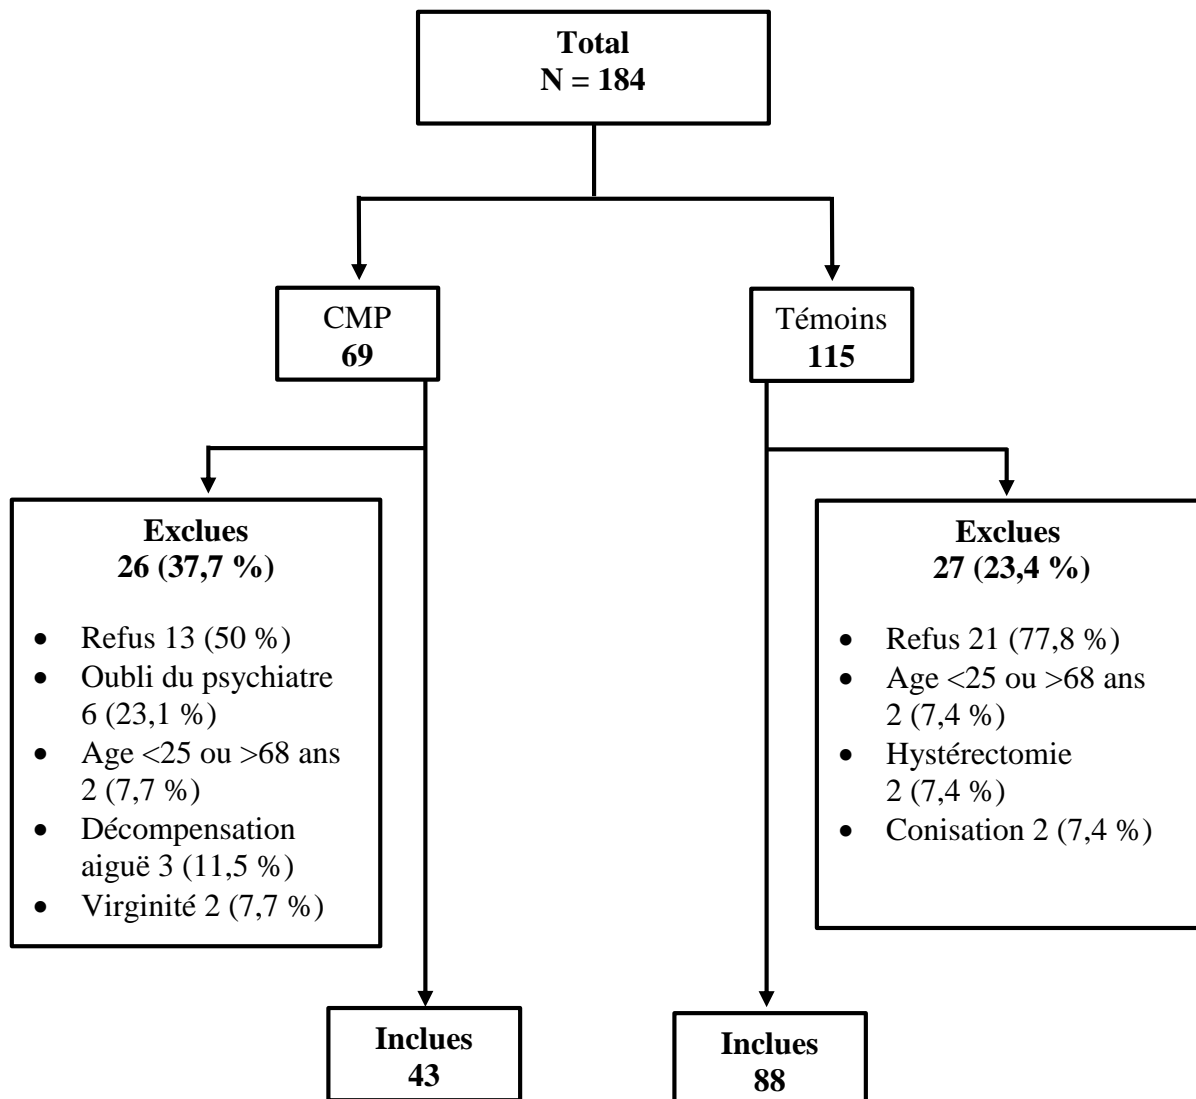 Total
N = 184
CMP
69
Témoins
115
Exclues
26 (37,7 %)
• Refus 13 (50 %)
• Oubli du psychiatre
6 (23,1 %)
• Age <25 ou >68 ans
2 (7,7 %)
• Décompensation
aiguë 3 (11,5 %)
• Virginité 2 (7,7 %)
Exclues
27 (23,4 %)
• Refus 21 (77,8 %)
• Age <25 ou >68 ans
2 (7,4 %)
• Hystérectomie
2 (7,4 %)
• Conisation 2 (7,4 %)
Inclues
43
Inclues
88